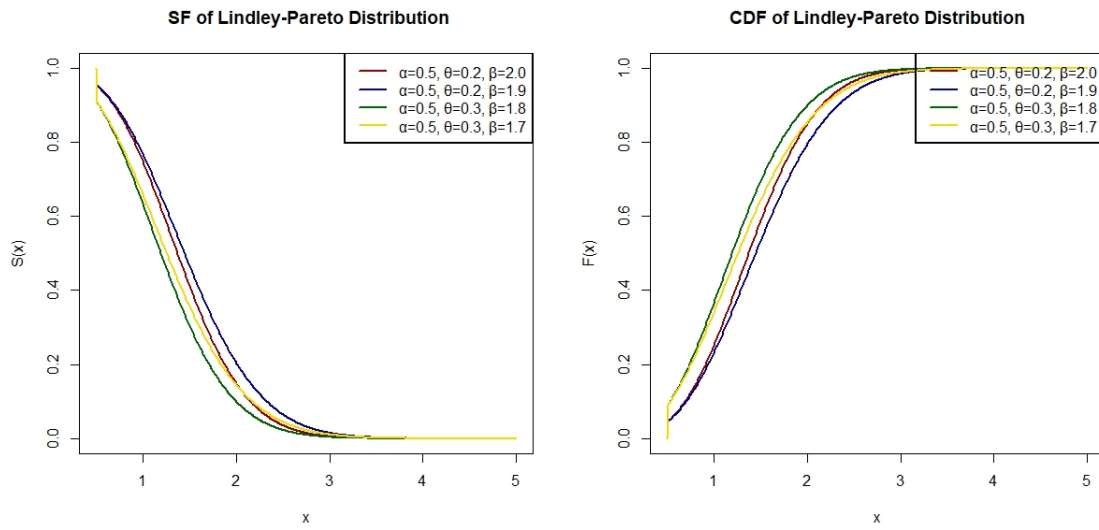 SF of Lindley-Pareto Distribution
S(x)
1.0
0.8
0.6
0.4
0.2
0.0
α=0.5, θ=0.2, β=2.0
α=0.5, θ=0.2, β=1.9
α=0.5, θ=0.3, β=1.8
α=0.5, θ=0.3, β=1.7
1 2 3 4 5
x
CDF of Lindley-Pareto Distribution
F(x)
1.0
0.8
0.6
0.4
0.2
0.0
α=0.5, θ=0.2, β=2.0
α=0.5, θ=0.2, β=1.9
α=0.5, θ=0.3, β=1.8
α=0.5, θ=0.3, β=1.7
1 2 3 4 5
x